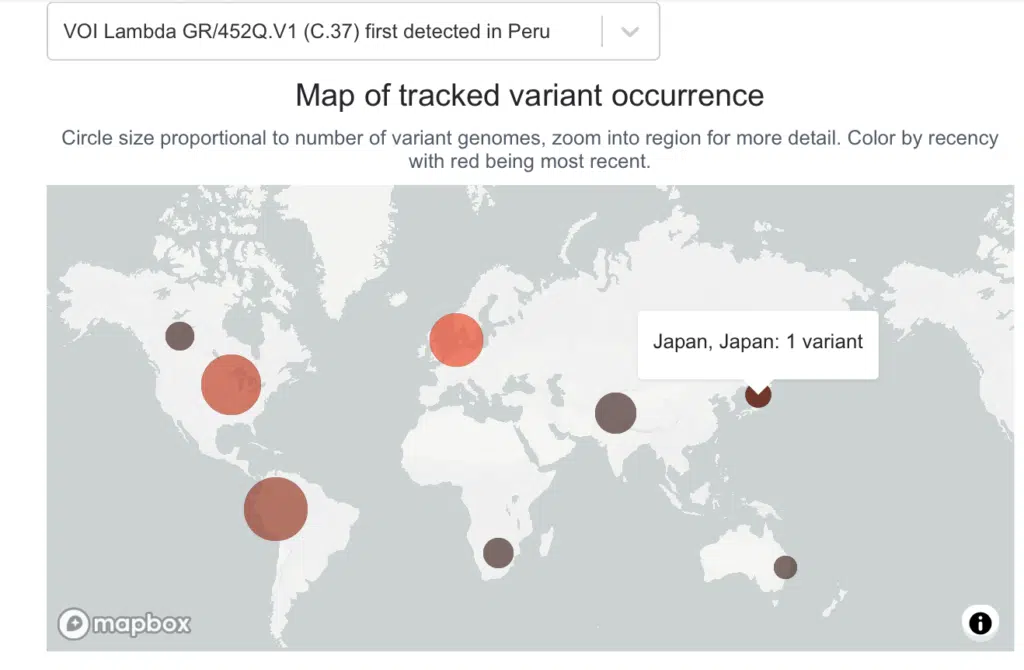 VOI Lambda GR/452Q.V1 (C.37) first detected in Peru
Map of tracked variant occurrence
Circle size proportional to number of variant genomes, zoom into region for more detail. Color by recency
with red being most recent.
Japan, Japan: 1 variant
mapbox
i